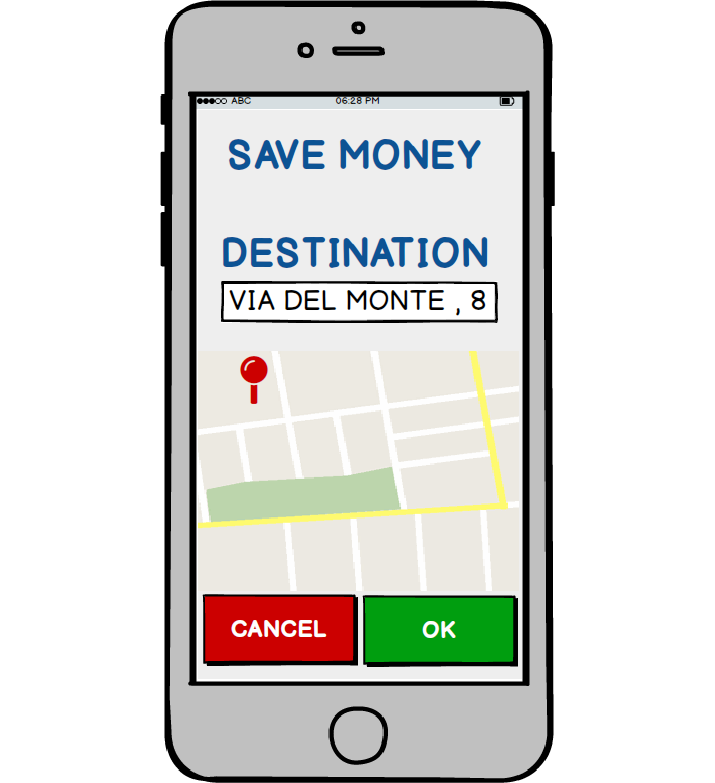 ABC 06:28 PM
SAVE MONEY
DESTINATION
VIA DEL MONTE , 8
CANCEL OK